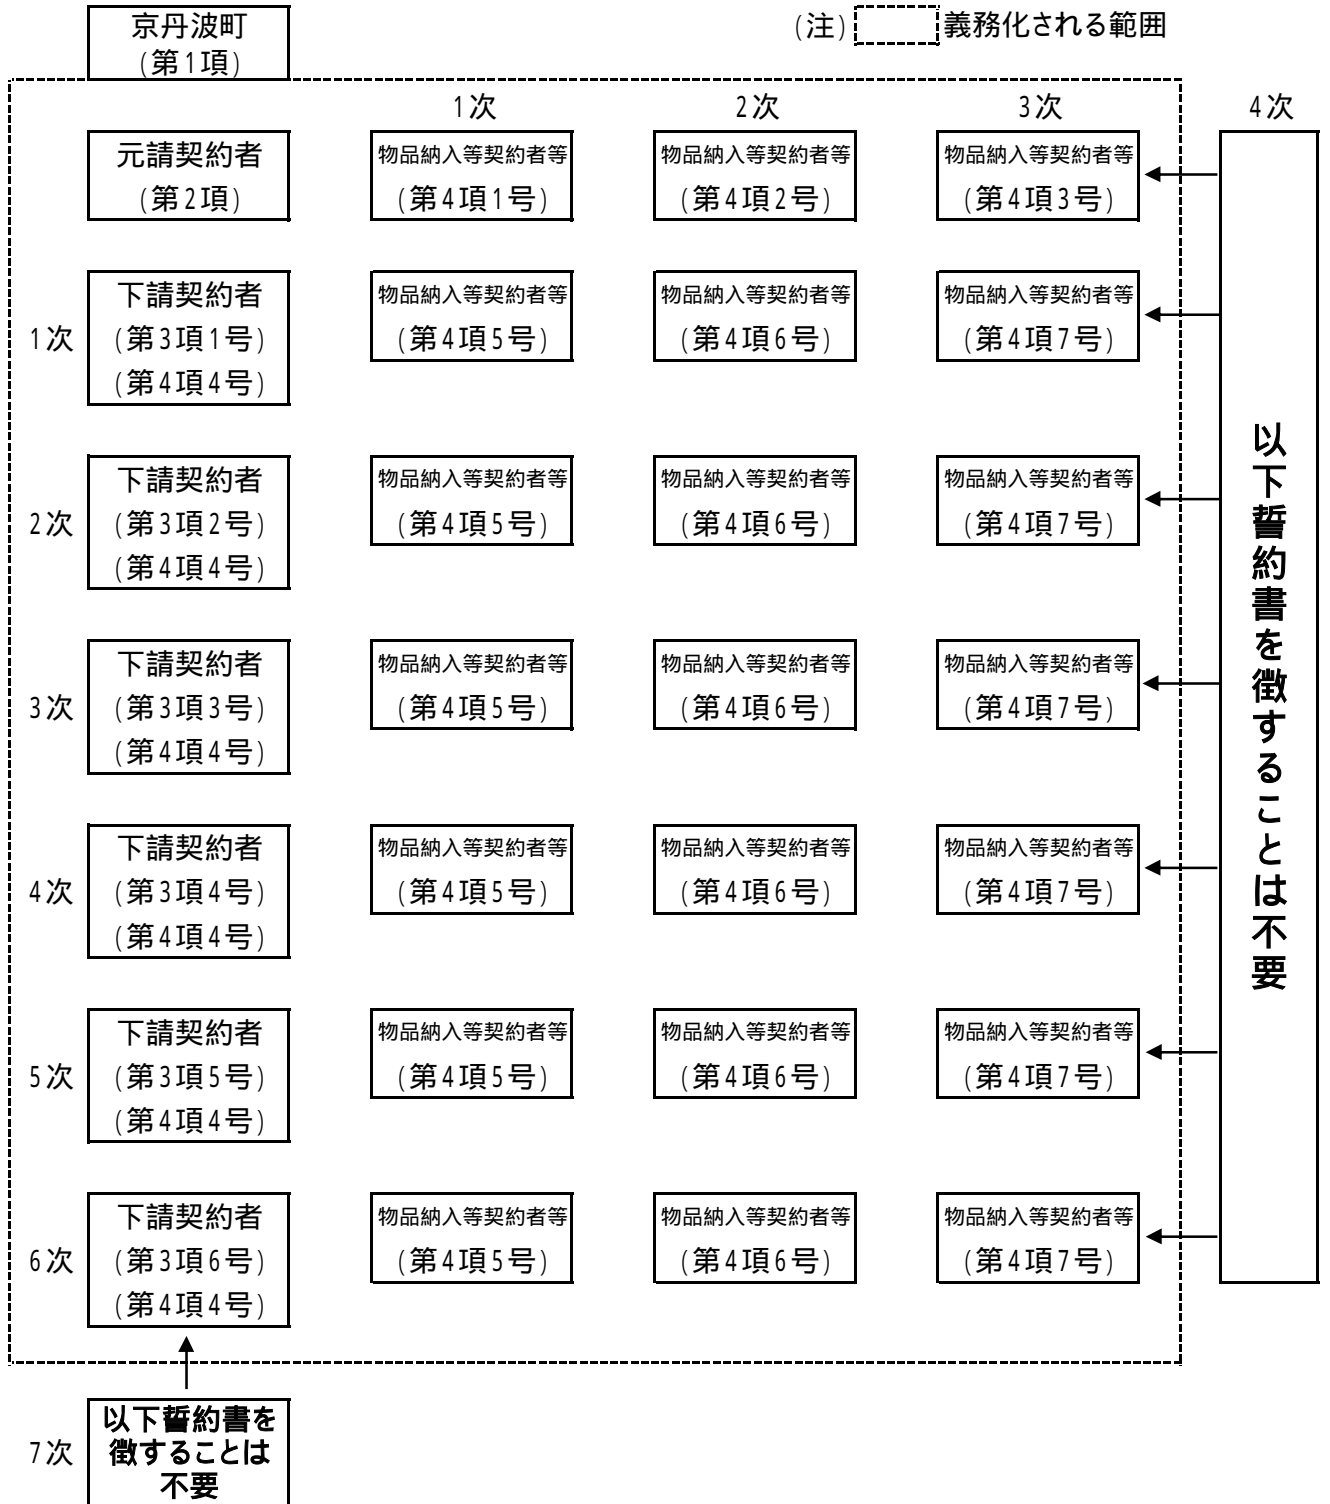 京丹波町
(第1項)
(注) 義務化される範囲
1次 2次 3次 4次
元請契約者
(第2項)
物品納入等契約者等
(第4項1号)
物品納入等契約者等
(第4項2号)
物品納入等契約者等
(第4項3号)
1次
下請契約者
(第3項1号)
(第4項4号)
物品納入等契約者等
(第4項5号)
物品納入等契約者等
(第4項6号)
物品納入等契約者等
(第4項7号)
2次
下請契約者
(第3項2号)
(第4項4号)
物品納入等契約者等
(第4項5号)
物品納入等契約者等
(第4項6号)
物品納入等契約者等
(第4項7号)
3次
下請契約者
(第3項3号)
(第4項4号)
物品納入等契約者等
(第4項5号)
物品納入等契約者等
(第4項6号)
物品納入等契約者等
(第4項7号)
4次
下請契約者
(第3項4号)
(第4項4号)
物品納入等契約者等
(第4項5号)
物品納入等契約者等
(第4項6号)
物品納入等契約者等
(第4項7号)
5次
下請契約者
(第3項5号)
(第4項4号)
物品納入等契約者等
(第4項5号)
物品納入等契約者等
(第4項6号)
物品納入等契約者等
(第4項7号)
6次
下請契約者
(第3項6号)
(第4項4号)
物品納入等契約者等
(第4項5号)
物品納入等契約者等
(第4項6号)
物品納入等契約者等
(第4項7号)
以下誓約書を徴することは不要
7次
以下誓約書を
徴することは
不要